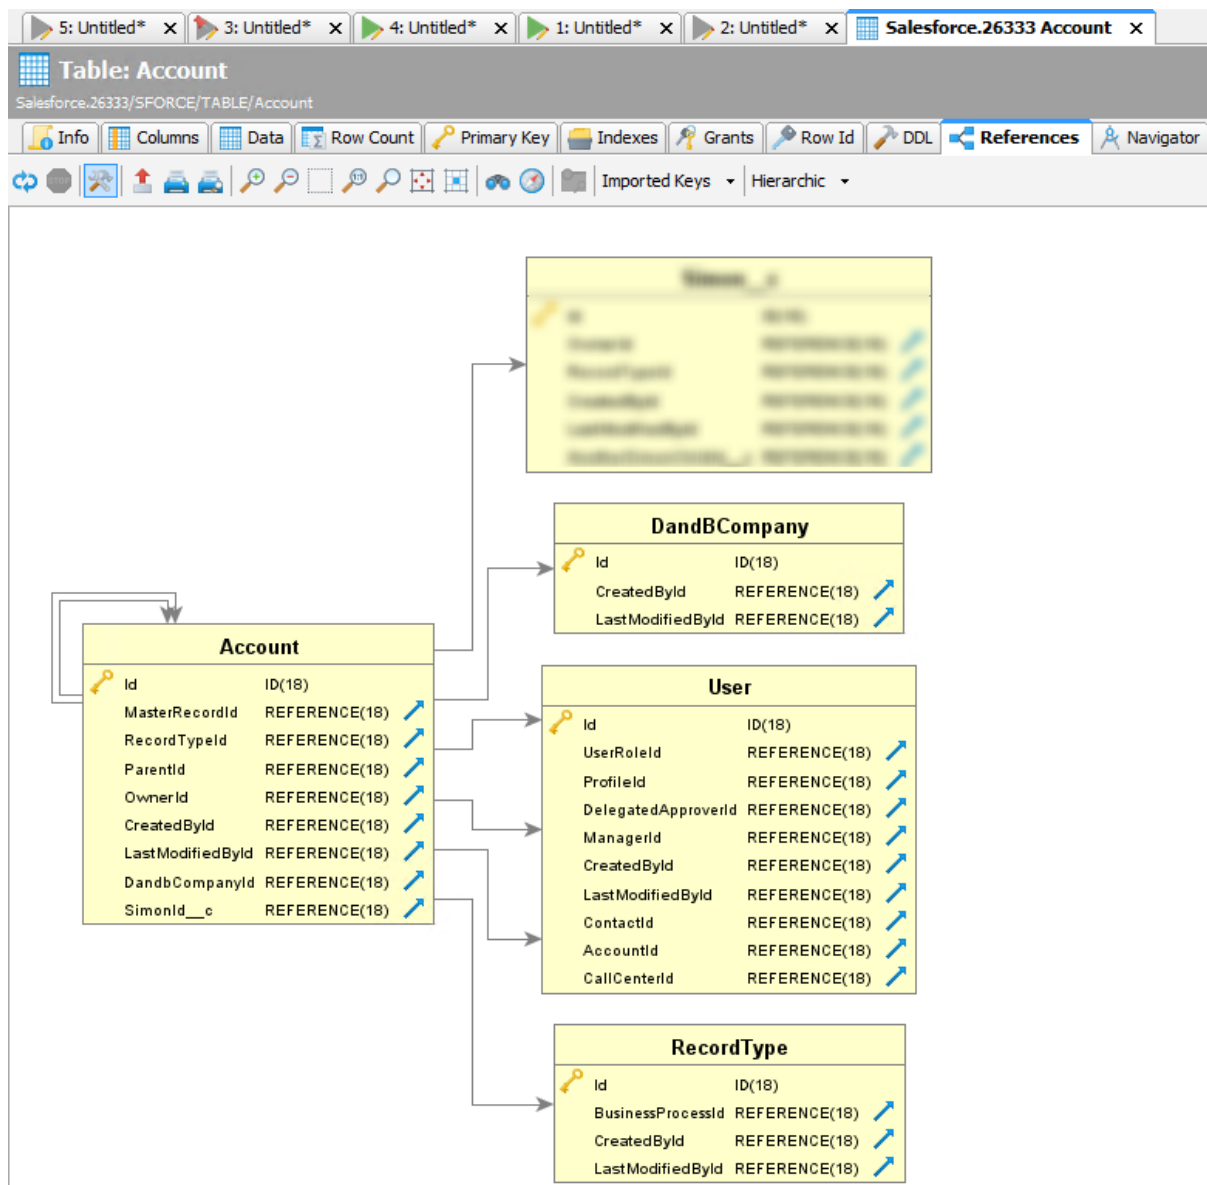 5: Untitled* 3: Untitled* 4: Untitled* 1: Untitled* 2: Untitled* Salesforce.26333 Account
Table: Account
Salesforce.26333/SFORCE/TABLE/Account
Info Columns Data Row Count Primary Key Indexes Grants Row Id DDL References Navigator
STOP 1:1 Imported Keys Hierarchic
DandBCompany
Id ID(18)
CreatedById REFERENCE(18)
LastModifiedById REFERENCE(18)
Account
Id ID(18)
MasterRecordId REFERENCE(18)
RecordTypeId REFERENCE(18)
ParentId REFERENCE(18)
OwnerId REFERENCE(18)
CreatedById REFERENCE(18)
LastModifiedById REFERENCE(18)
DandbCompanyId REFERENCE(18)
SimonId__c REFERENCE(18)
User
Id ID(18)
UserRoleId REFERENCE(18)
ProfileId REFERENCE(18)
DelegatedApproverId REFERENCE(18)
ManagerId REFERENCE(18)
CreatedById REFERENCE(18)
LastModifiedById REFERENCE(18)
ContactId REFERENCE(18)
AccountId REFERENCE(18)
CallCenterId REFERENCE(18)
RecordType
Id ID(18)
BusinessProcessId REFERENCE(18)
CreatedById REFERENCE(18)
LastModifiedById REFERENCE(18)